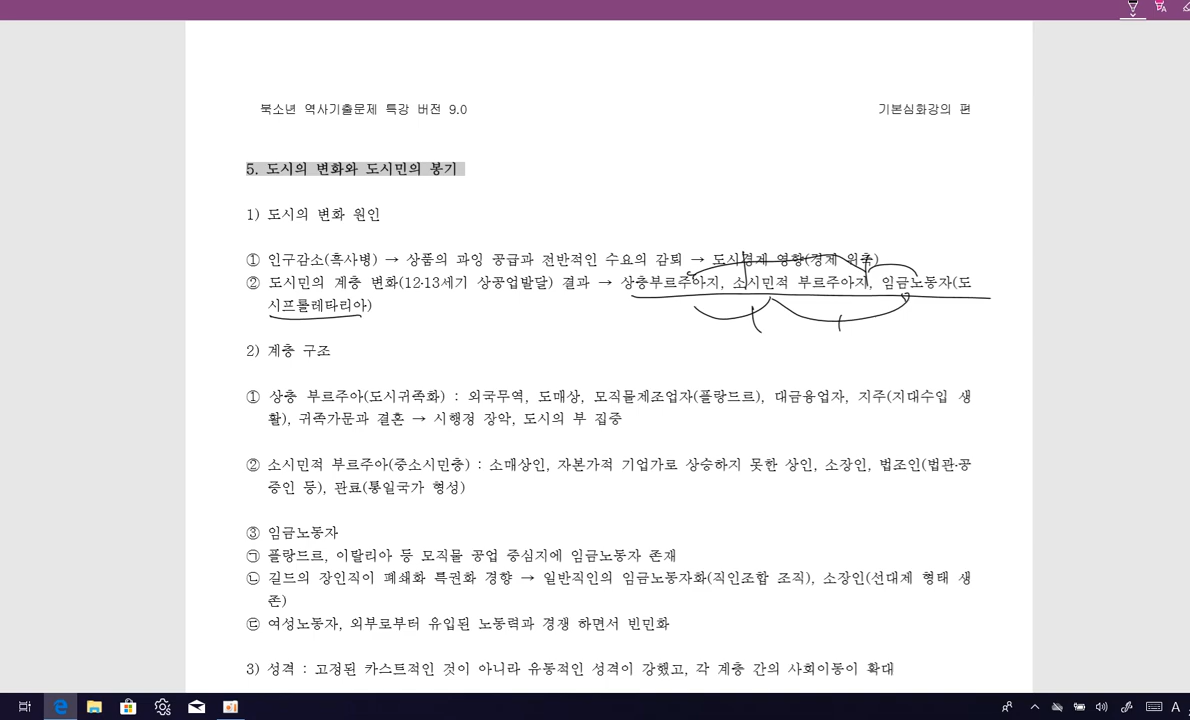 북소년 역사기출문제 특강 버전 9.0 기본심화강의 편
5. 도시의 변화와 도시민의 봉기
1) 도시의 변화 원인
① 인구감소(흑사병) → 상품의 과잉 공급과 전반적인 수요의 감퇴 → 도시경제 영향(경제 위축)
② 도시민의 계층 변화(12·13세기 상공업발달) 결과 → 상층부르주아지, 소시민적 부르주아지, 임금노동자(도
시프롤레타리아)
2) 계층 구조
① 상층 부르주아(도시귀족화) : 외국무역, 도매상, 모직물제조업자(플랑드르), 대금융업자, 지주(지대수입 생
활), 귀족가문과 결혼 → 시행정 장악, 도시의 부 집중
② 소시민적 부르주아(중소시민층) : 소매상인, 자본가적 기업가로 상승하지 못한 상인, 소장인, 법조인(법관·공
증인 등), 관료(통일국가 형성)
③ 임금노동자
㉠ 플랑드르, 이탈리아 등 모직물 공업 중심지에 임금노동자 존재
㉡ 길드의 장인직이 폐쇄화 특권화 경향 → 일반직인의 임금노동자화(직인조합 조직), 소장인(선대제 형태 생
존)
㉢ 여성노동자, 외부로부터 유입된 노동력과 경쟁 하면서 빈민화
3) 성격 : 고정된 카스트적인 것이 아니라 유동적인 성격이 강했고, 각 계층 간의 사회이동이 확대
A